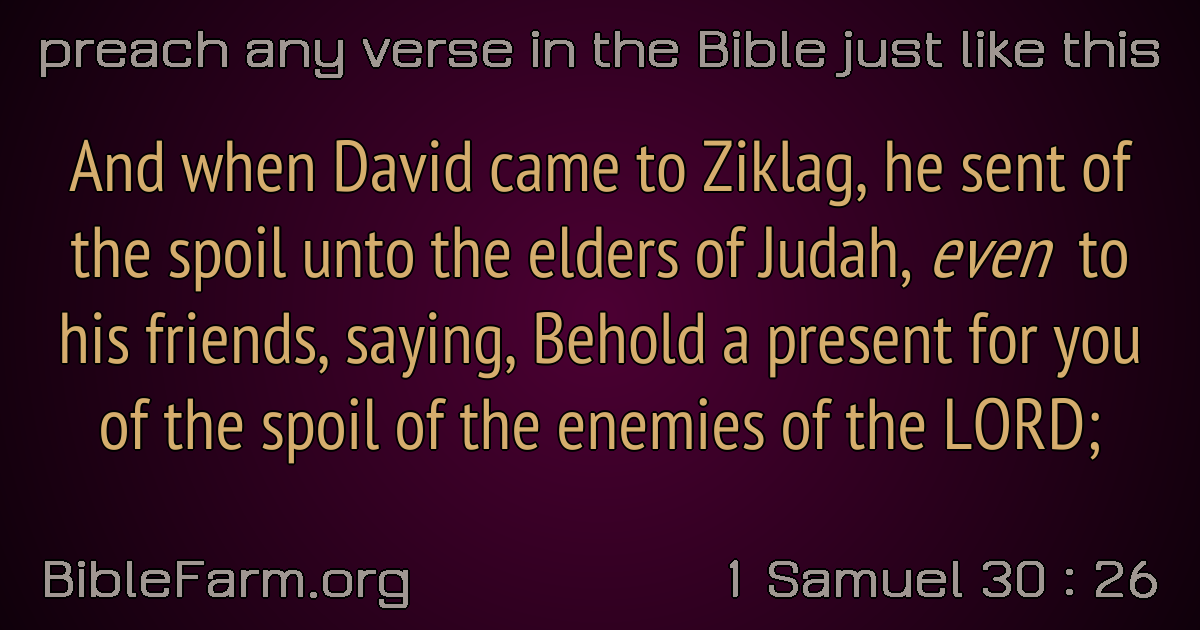 preach any verse in the Bible just like this
And when David came to Ziklag, he sent of
the spoil unto the elders of Judah, even to
his friends, saying, Behold a present for you
of the spoil of the enemies of the LORD;
BibleFarm.org
1 Samuel 30 : 26